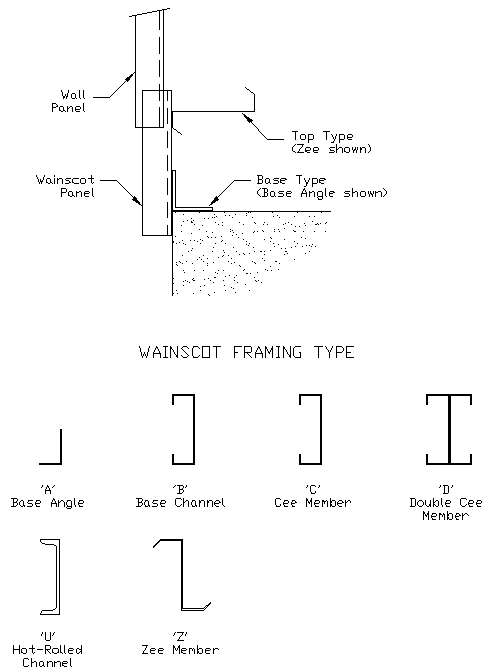 Wall
Panel
Top Type
(Zee shown)
Wainscot
Panel
Base Type
(Base Angle shown)
WAINSCOT FRAMING TYPE
'A'
Base Angle
'B'
Base Channel
'C'
Cee Member
'D'
Double Cee
Member
'U'
Hot-Rolled
Channel
'Z'
Zee Member